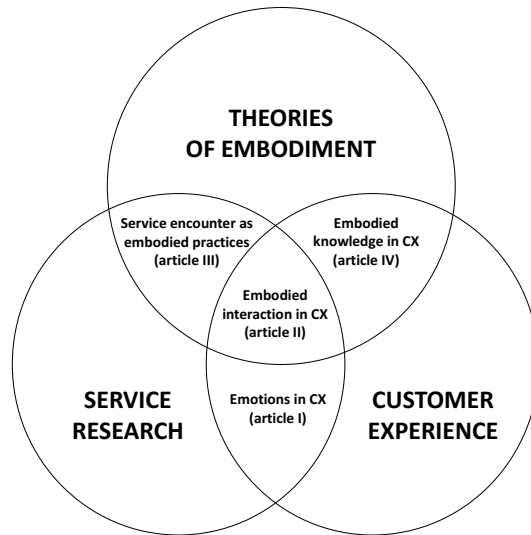 THEORIES
OF EMBODIMENT
Service encounter as
embodied practices
(article III)
Embodied
knowledge in CX
(article IV)
Embodied
interaction in CX
(article II)
SERVICE
RESEARCH
Emotions in CX
(article I)
CUSTOMER
EXPERIENCE